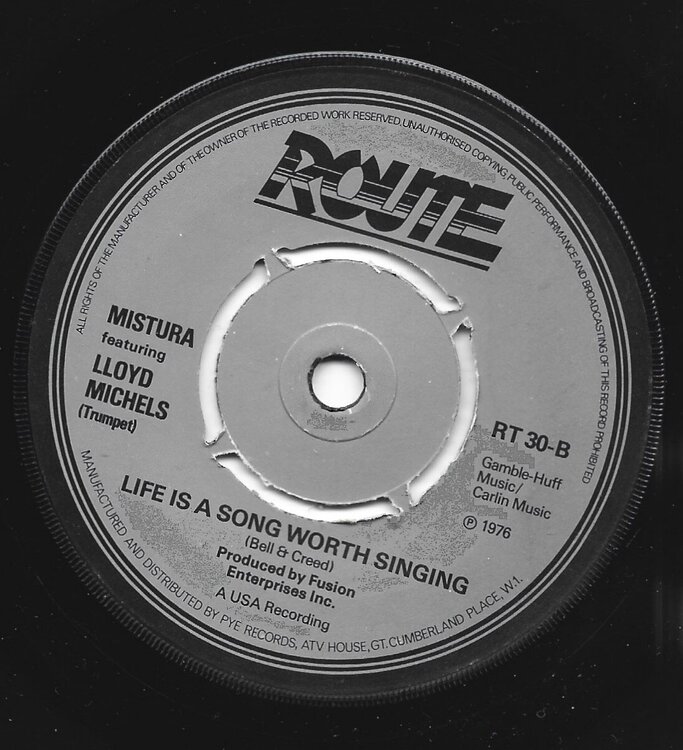 ALL RIGHTS OF THE MANUFACTURER AND OF THE OWNER OF THE RECORDED WORK RESERVED. UNAUTHORISED COPYING, PUBLIC PERFORMANCE AND BROADCASTING OF THIS RECORD PROHIBITED
ROUTE
MISTURA
featuring
LLOYD
MICHELS
(Trumpet)
RT 30-B
Gamble-Huff
Music/
Carlin Music
℗ 1976
LIFE IS A SONG WORTH SINGING
(Bell & Creed)
Produced by Fusion
Enterprises Inc.
A USA Recording
MANUFACTURED AND DISTRIBUTED BY PYE RECORDS, ATV HOUSE, GT. CUMBERLAND PLACE, W.1.